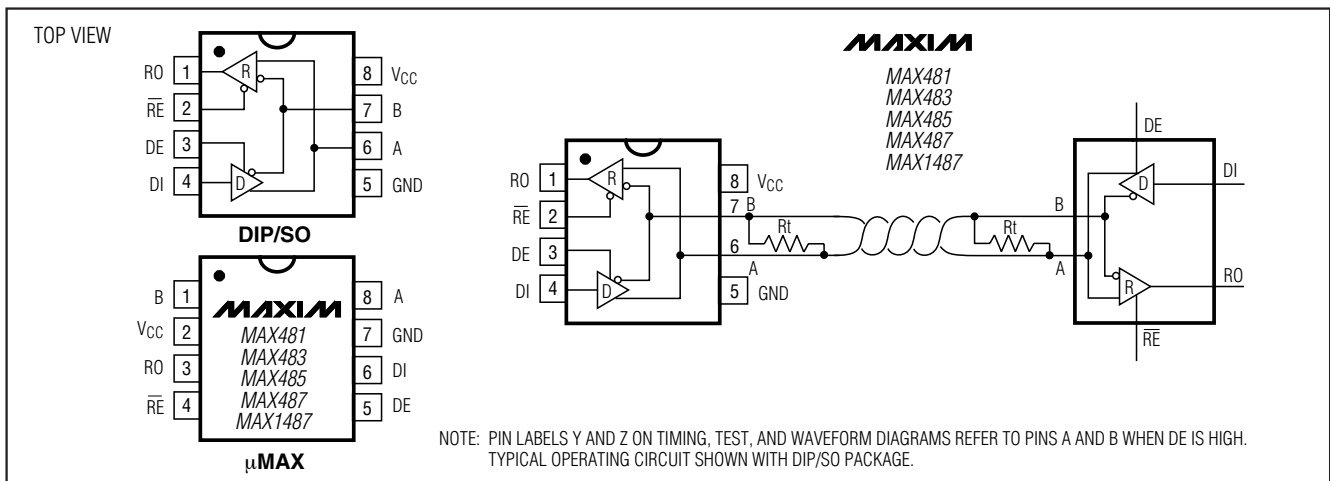 TOP VIEW
RO 1
RE 2
DE 3
DI 4
8 VCC
7 B
6 A
5 GND
R
D
DIP/SO
B 1
VCC 2
RO 3
RE 4
8 A
7 GND
6 DI
5 DE
MAXIM
MAX481
MAX483
MAX485
MAX487
MAX1487
µMAX
MAXIM
MAX481
MAX483
MAX485
MAX487
MAX1487
RO 1
RE 2
DE 3
DI 4
R
D
8 VCC
7 B
6
A
5 GND
Rt
Rt
B
A
DE
D
DI
R
RO
RE
NOTE: PIN LABELS Y AND Z ON TIMING, TEST, AND WAVEFORM DIAGRAMS REFER TO PINS A AND B WHEN DE IS HIGH.
TYPICAL OPERATING CIRCUIT SHOWN WITH DIP/SO PACKAGE.